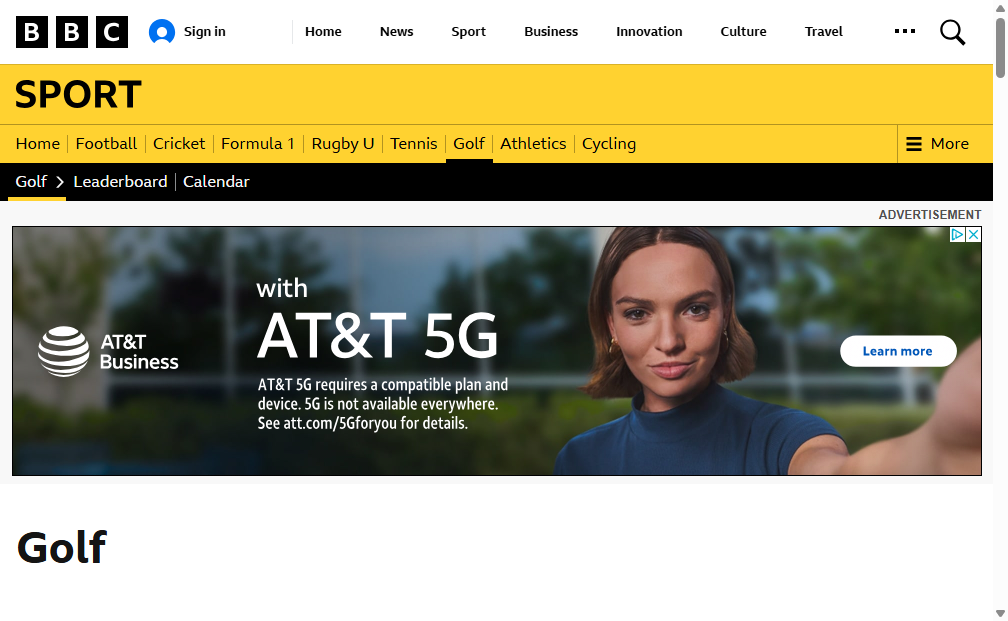 BBC
Sign in
Home
News
Sport
Business
Innovation
Culture
Travel
SPORT
Home
Football
Cricket
Formula 1
Rugby U
Tennis
Golf
Athletics
Cycling
More
Golf
Leaderboard
Calendar
ADVERTISEMENT
AT&T
Business
with
AT&T 5G
AT&T 5G requires a compatible plan and
device. 5G is not available everywhere.
See att.com/5Gforyou for details.
Learn more
Golf